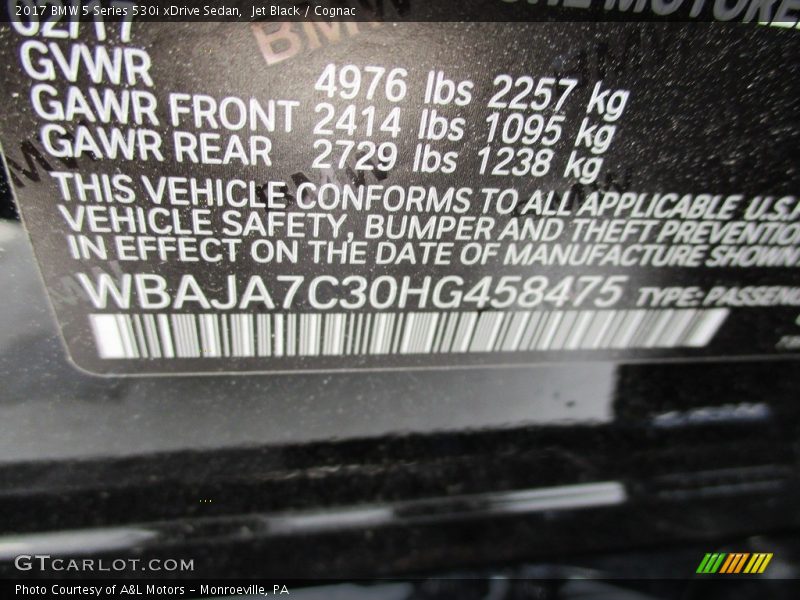 2017 BMW 5 Series 530i xDrive Sedan, Jet Black / Cognac
02/17
GVWR 4976 lbs 2257 kg
GAWR FRONT 2414 lbs 1095 kg
GAWR REAR 2729 lbs 1238 kg
THIS VEHICLE CONFORMS TO ALL APPLICABLE U.S.A
VEHICLE SAFETY, BUMPER AND THEFT PREVENTION
IN EFFECT ON THE DATE OF MANUFACTURE SHOWN
WBAJA7C30HG458475 TYPE: PASSENG
GTCARLOT.COM
Photo Courtesy of A&L Motors – Monroeville, PA